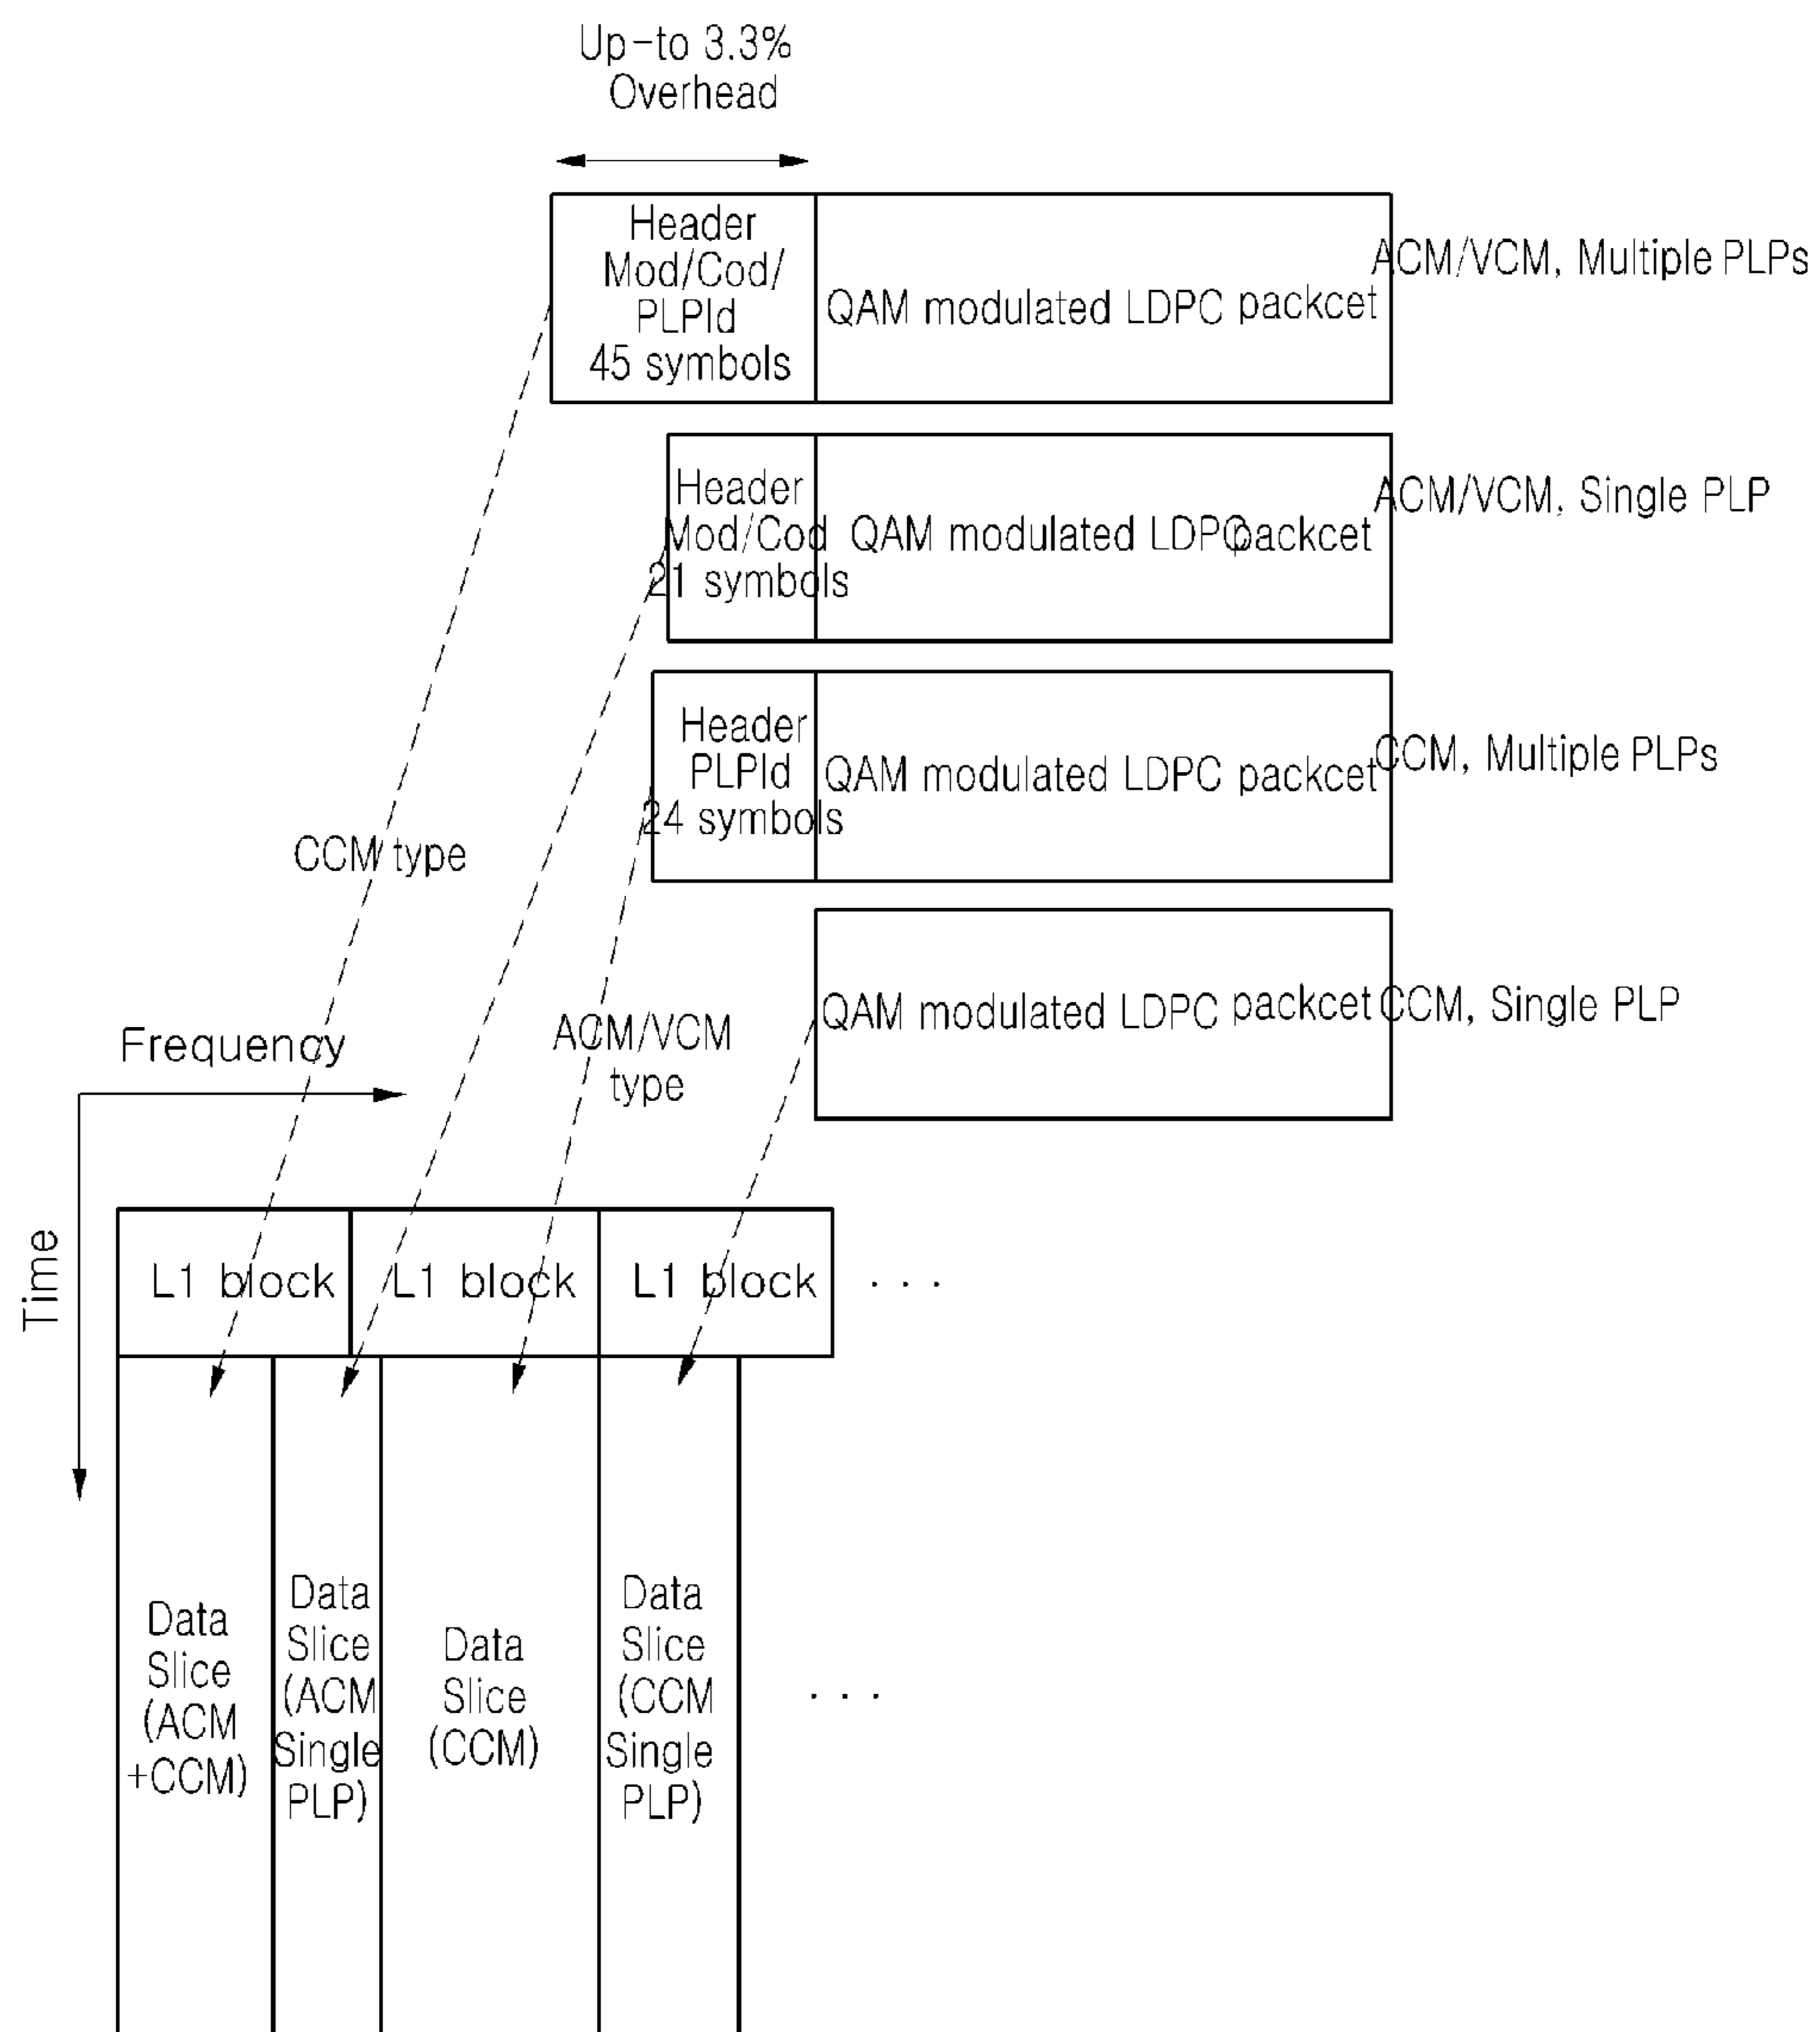 Up-to 3.3%
Overhead
Header
Mod/Cod/
PLPId
45 symbols
QAM modulated LDPC packcet
ACM/VCM, Multiple PLPs
Header
Mod/Cod
21 symbols
QAM modulated LDPC packcet
ACM/VCM, Single PLP
Header
PLPId
24 symbols
QAM modulated LDPC packcet
CCM, Multiple PLPs
CCM type
QAM modulated LDPC packcet
CCM, Single PLP
ACM/VCM
type
Frequency
Time
L1 block
L1 block
L1 block
. . .
Data
Slice
(ACM
+CCM)
Data
Slice
(ACM
Single
PLP)
Data
Slice
(CCM)
Data
Slice
(CCM
Single
PLP)
. . .